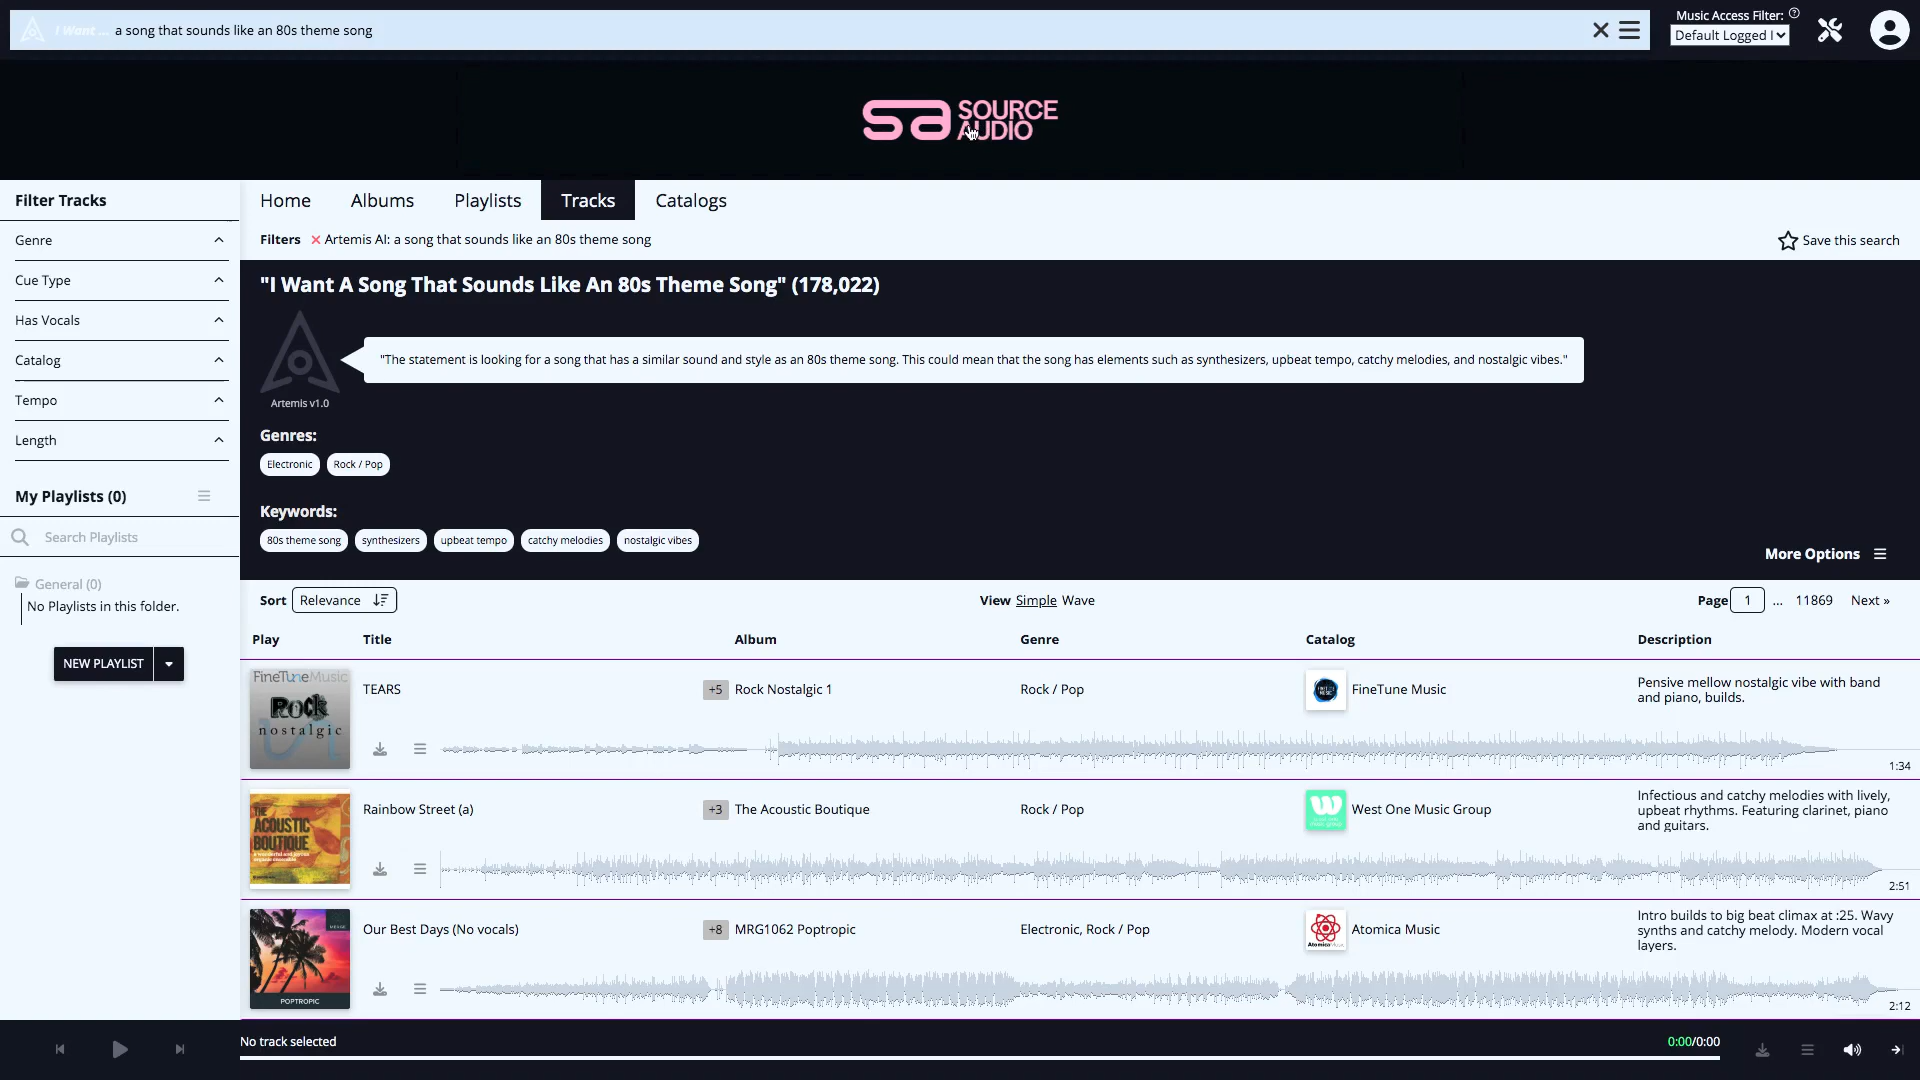 I Want ... a song that sounds like an 80s theme song
Music Access Filter:
Default Logged I
SOURCE
AUDIO
Filter Tracks
Genre
Cue Type
Has Vocals
Catalog
Tempo
Length
My Playlists (0)
Search Playlists
General (0)
No Playlists in this folder.
NEW PLAYLIST
Home
Albums
Playlists
Tracks
Catalogs
Filters
Artemis AI: a song that sounds like an 80s theme song
Save this search
"I Want A Song That Sounds Like An 80s Theme Song" (178,022)
"The statement is looking for a song that has a similar sound and style as an 80s theme song. This could mean that the song has elements such as synthesizers, upbeat tempo, catchy melodies, and nostalgic vibes."
Artemis v1.0
Genres:
Electronic
Rock / Pop
Keywords:
80s theme song
synthesizers
upbeat tempo
catchy melodies
nostalgic vibes
More Options
Sort
Relevance
View Simple Wave
Page 1 ... 11869 Next »
Play
Title
Album
Genre
Catalog
Description
FineTune Music
ROCK
nostalgic
TEARS
+5
Rock Nostalgic 1
Rock / Pop
FineTune Music
Pensive mellow nostalgic vibe with band
and piano, builds.
1:34
THE
ACOUSTIC
BOUTIQUE
Rainbow Street (a)
+3
The Acoustic Boutique
Rock / Pop
West One Music Group
Infectious and catchy melodies with lively,
upbeat rhythms. Featuring clarinet, piano
and guitars.
2:51
POPTROPIC
Our Best Days (No vocals)
+8
MRG1062 Poptropic
Electronic, Rock / Pop
Atomica Music
Intro builds to big beat climax at :25. Wavy
synths and catchy melody. Modern vocal
layers.
2:12
No track selected
0:00/0:00